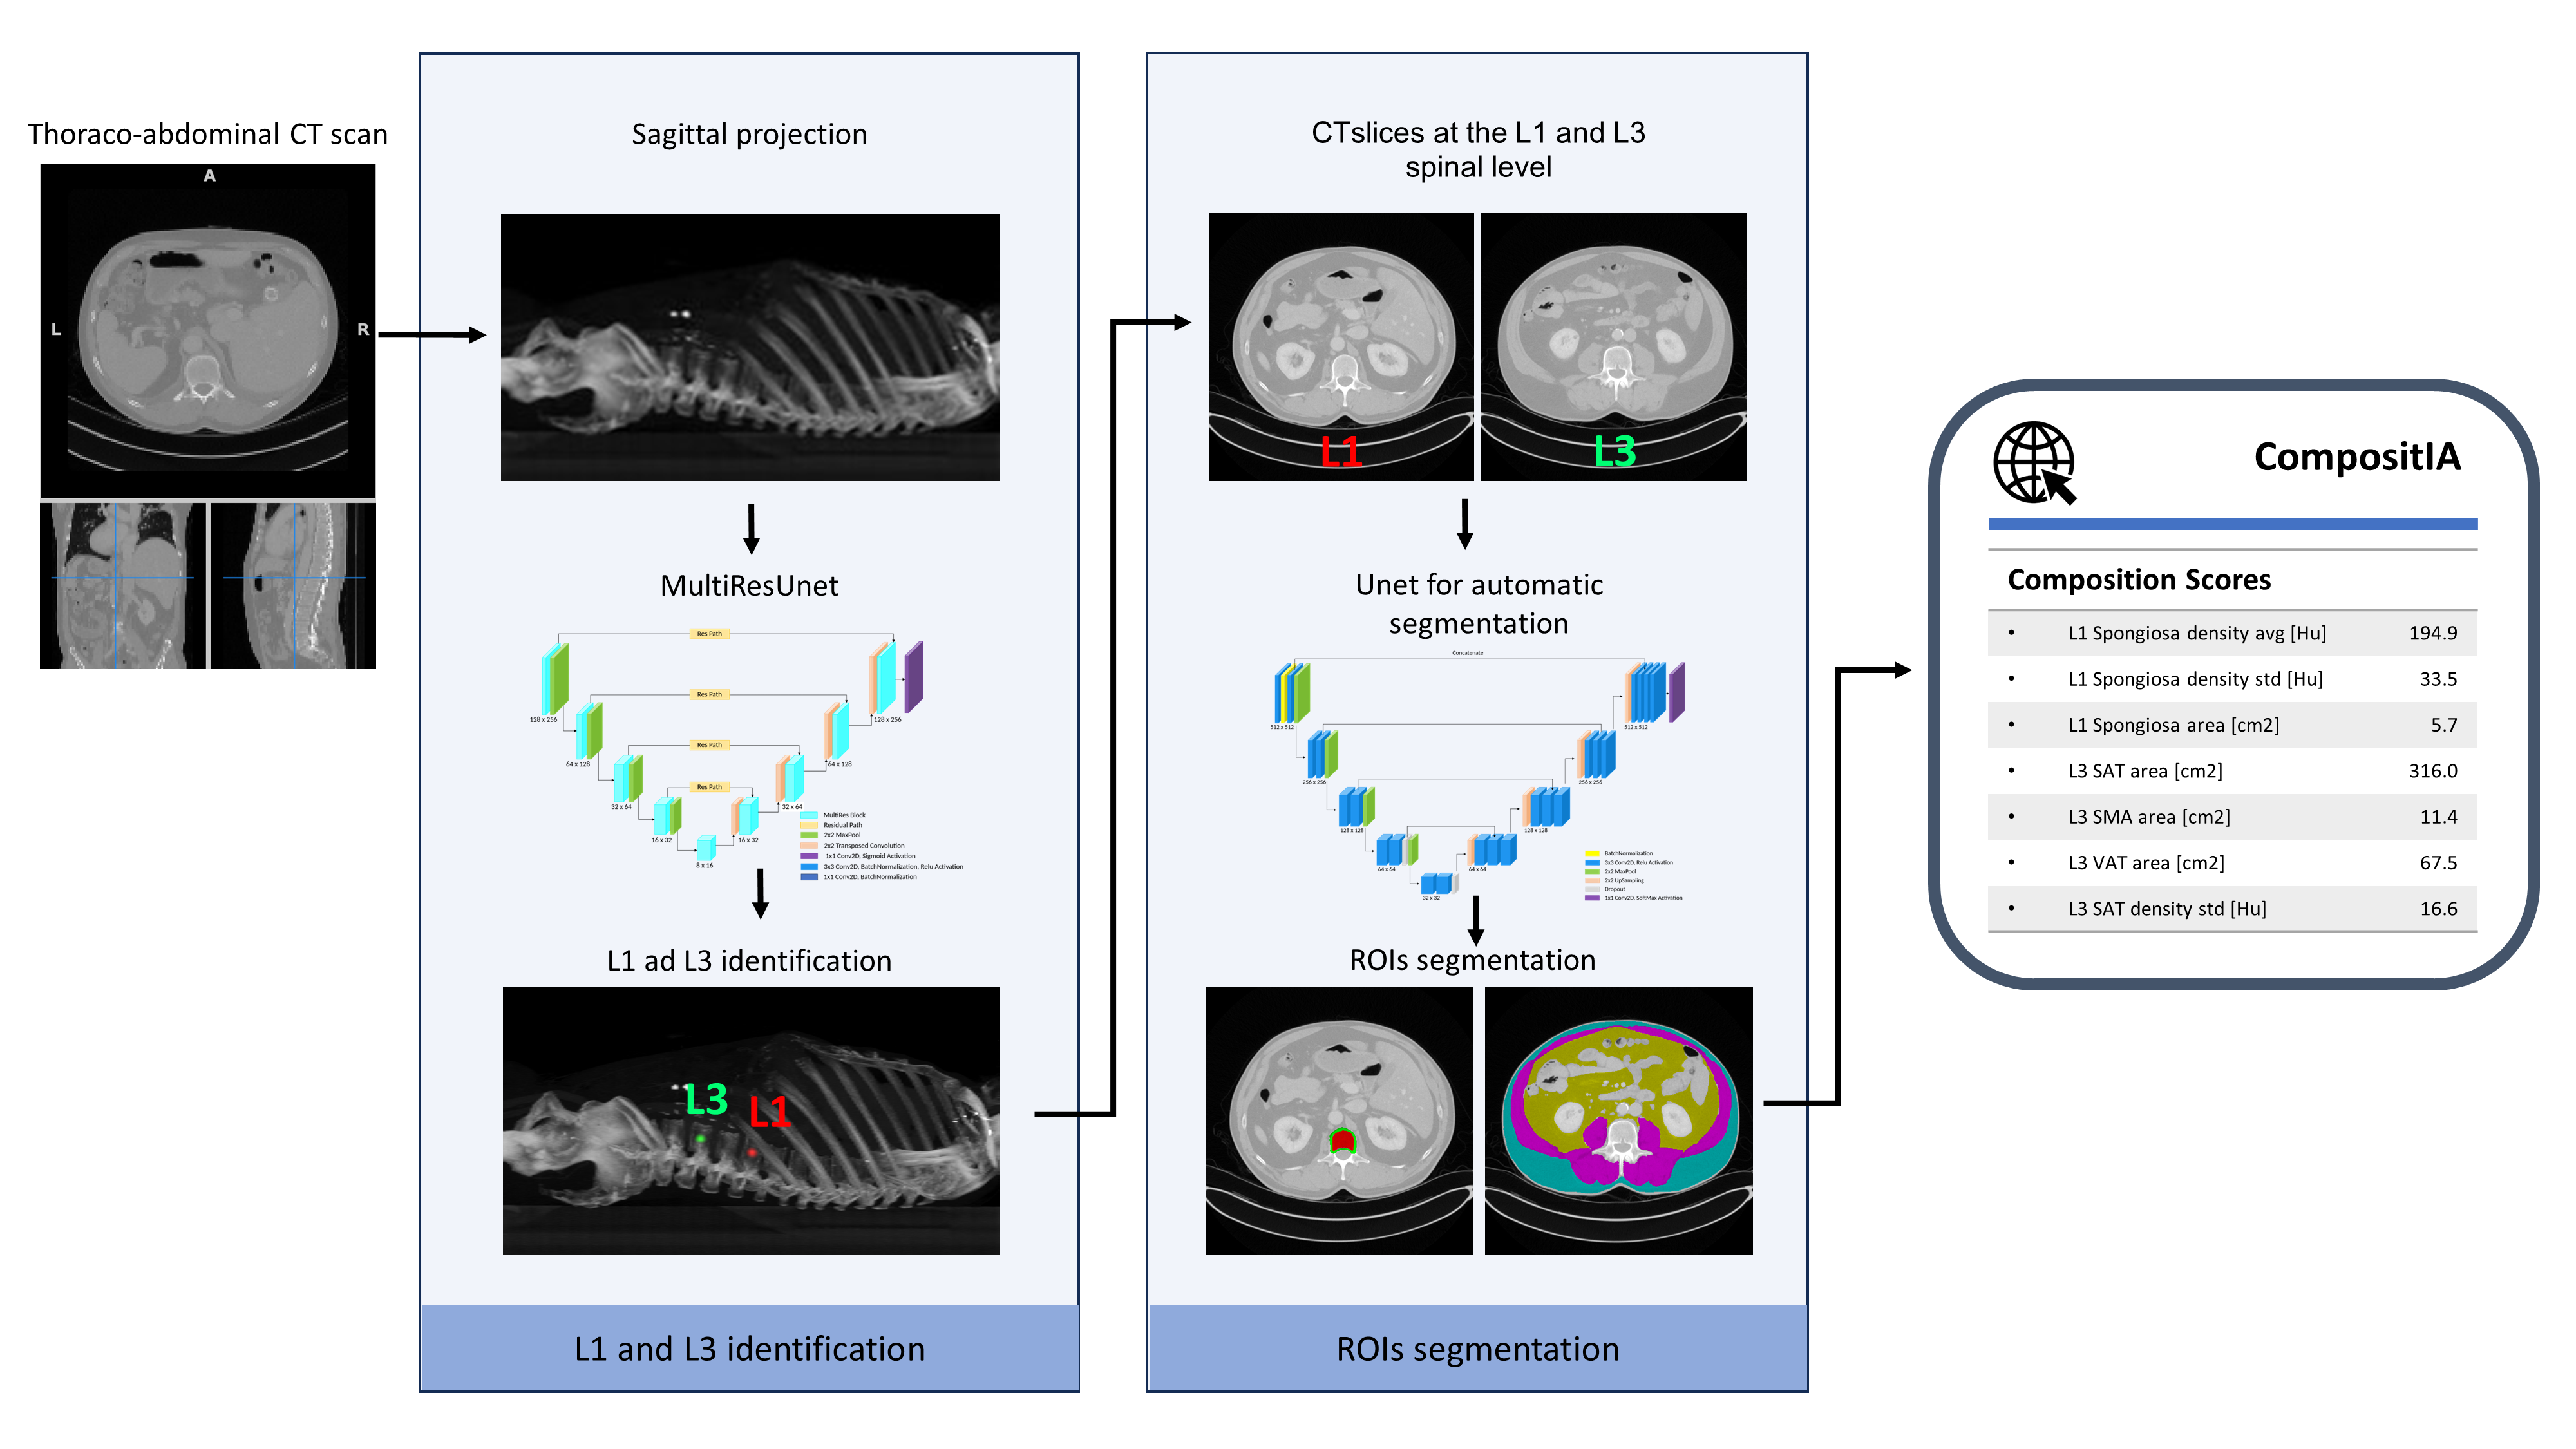 Thoraco-abdominal CT scan
A
L
R
Sagittal projection
MultiResUnet
Res Path
Res Path
Res Path
Res Path
128 x 256
128 x 256
64 x 128
64 x 128
32 x 64
32 x 64
16 x 32
16 x 32
8 x 16
MultiRes Block
Residual Path
2x2 MaxPool
2x2 Transposed Convolution
1x1 Conv2D, Sigmoid Activation
3x3 Conv2D, BatchNormalization, Relu Activation
1x1 Conv2D, BatchNormalization
L1 ad L3 identification
L3
L1
L1 and L3 identification
CTslices at the L1 and L3
spinal level
L1
L3
Unet for automatic
segmentation
Concatenate
512 x 512
512 x 512
256 x 256
256 x 256
128 x 128
128 x 128
64 x 64
64 x 64
32 x 32
BatchNormalization
3x3 Conv2D, Relu Activation
2x2 MaxPool
2x2 UpSampling
Dropout
1x1 Conv2D, SoftMax Activation
ROIs segmentation
ROIs segmentation
CompositIA
Composition Scores
• L1 Spongiosa density avg [Hu] 194.9
• L1 Spongiosa density std [Hu] 33.5
• L1 Spongiosa area [cm2] 5.7
• L3 SAT area [cm2] 316.0
• L3 SMA area [cm2] 11.4
• L3 VAT area [cm2] 67.5
• L3 SAT density std [Hu] 16.6